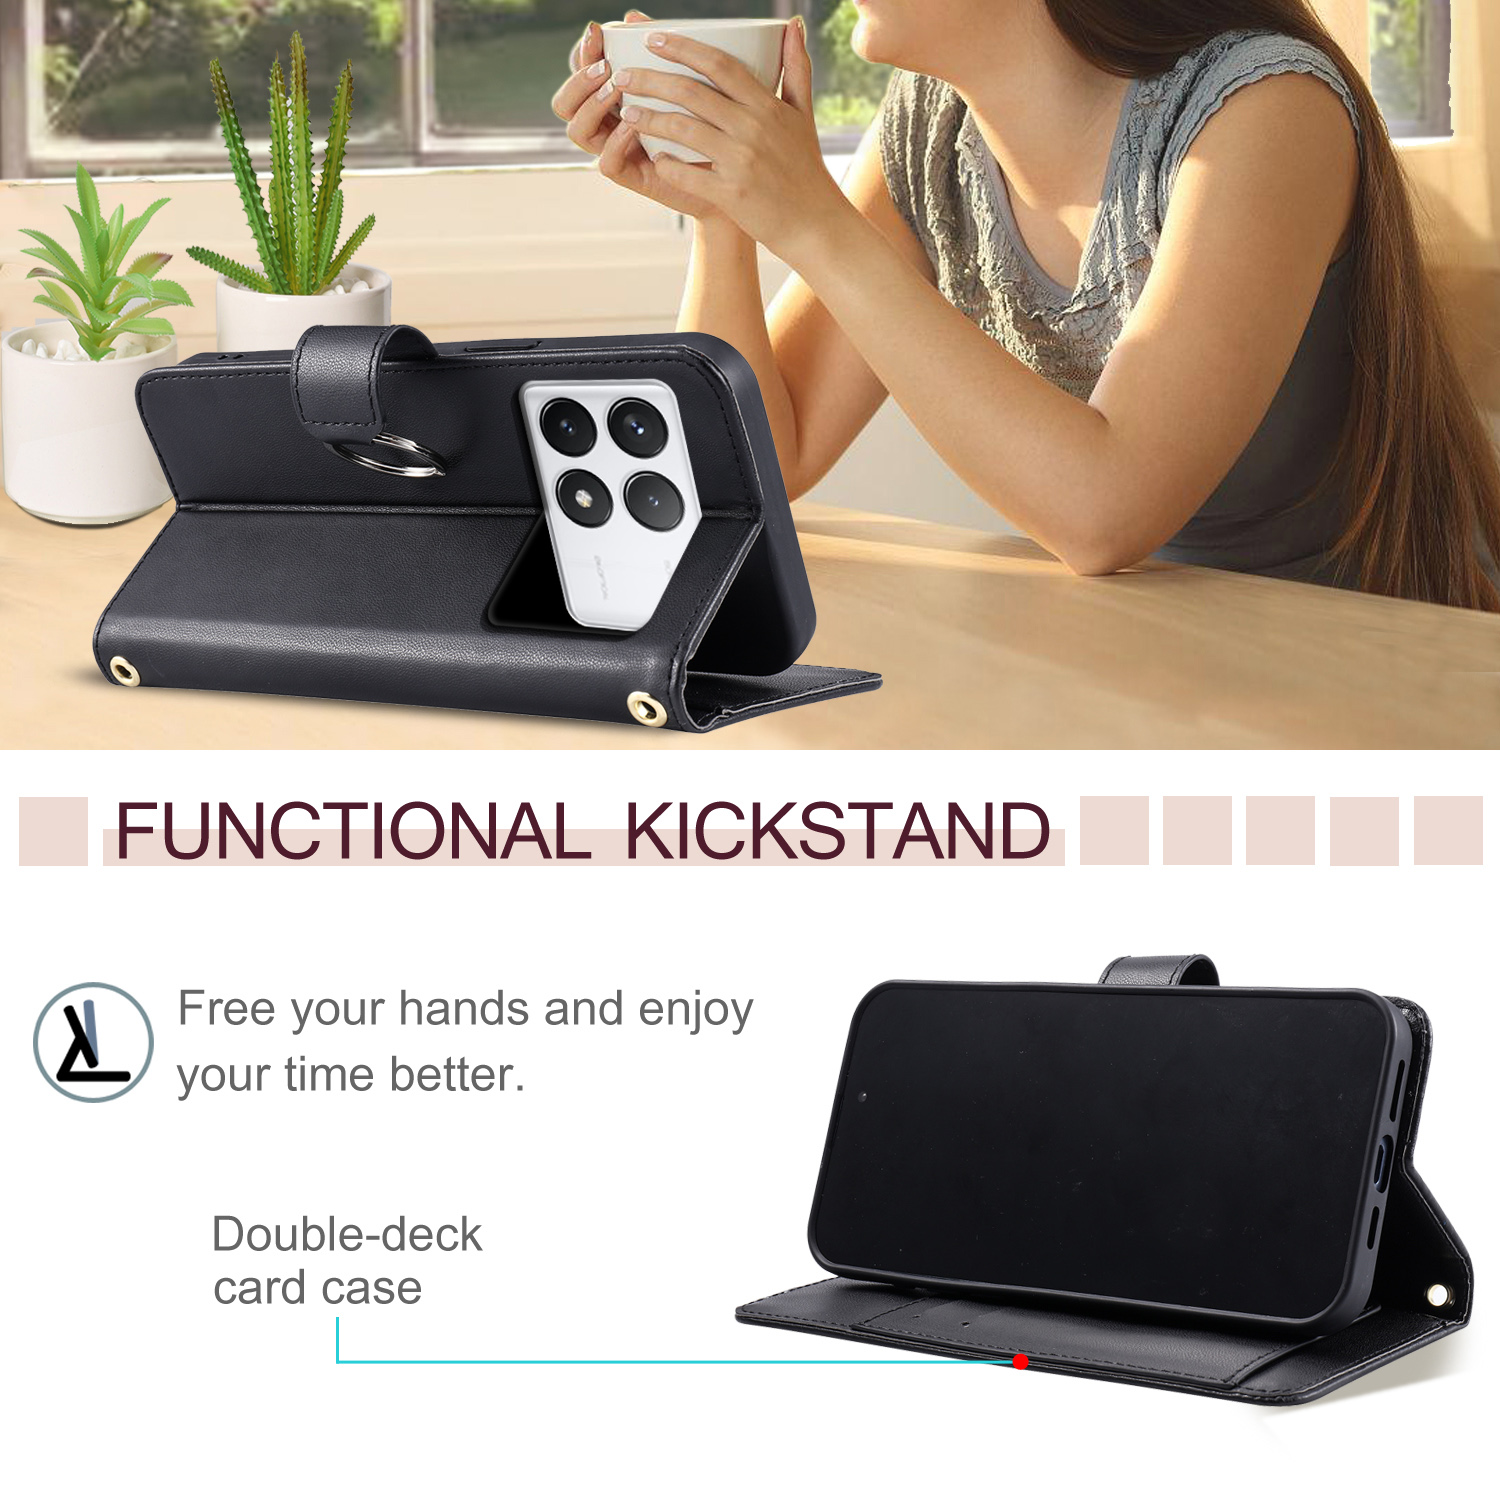 FUNCTIONAL KICKSTAND
Free your hands and enjoy
your time better.
Double-deck
card case